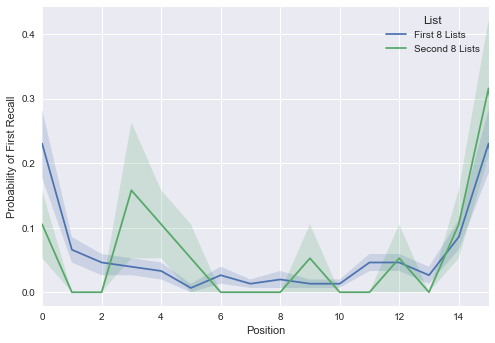 List
First 8 Lists
Second 8 Lists
0.4
0.3
0.2
0.1
0.0
Probability of First Recall
0 2 4 6 8 10 12 14
Position